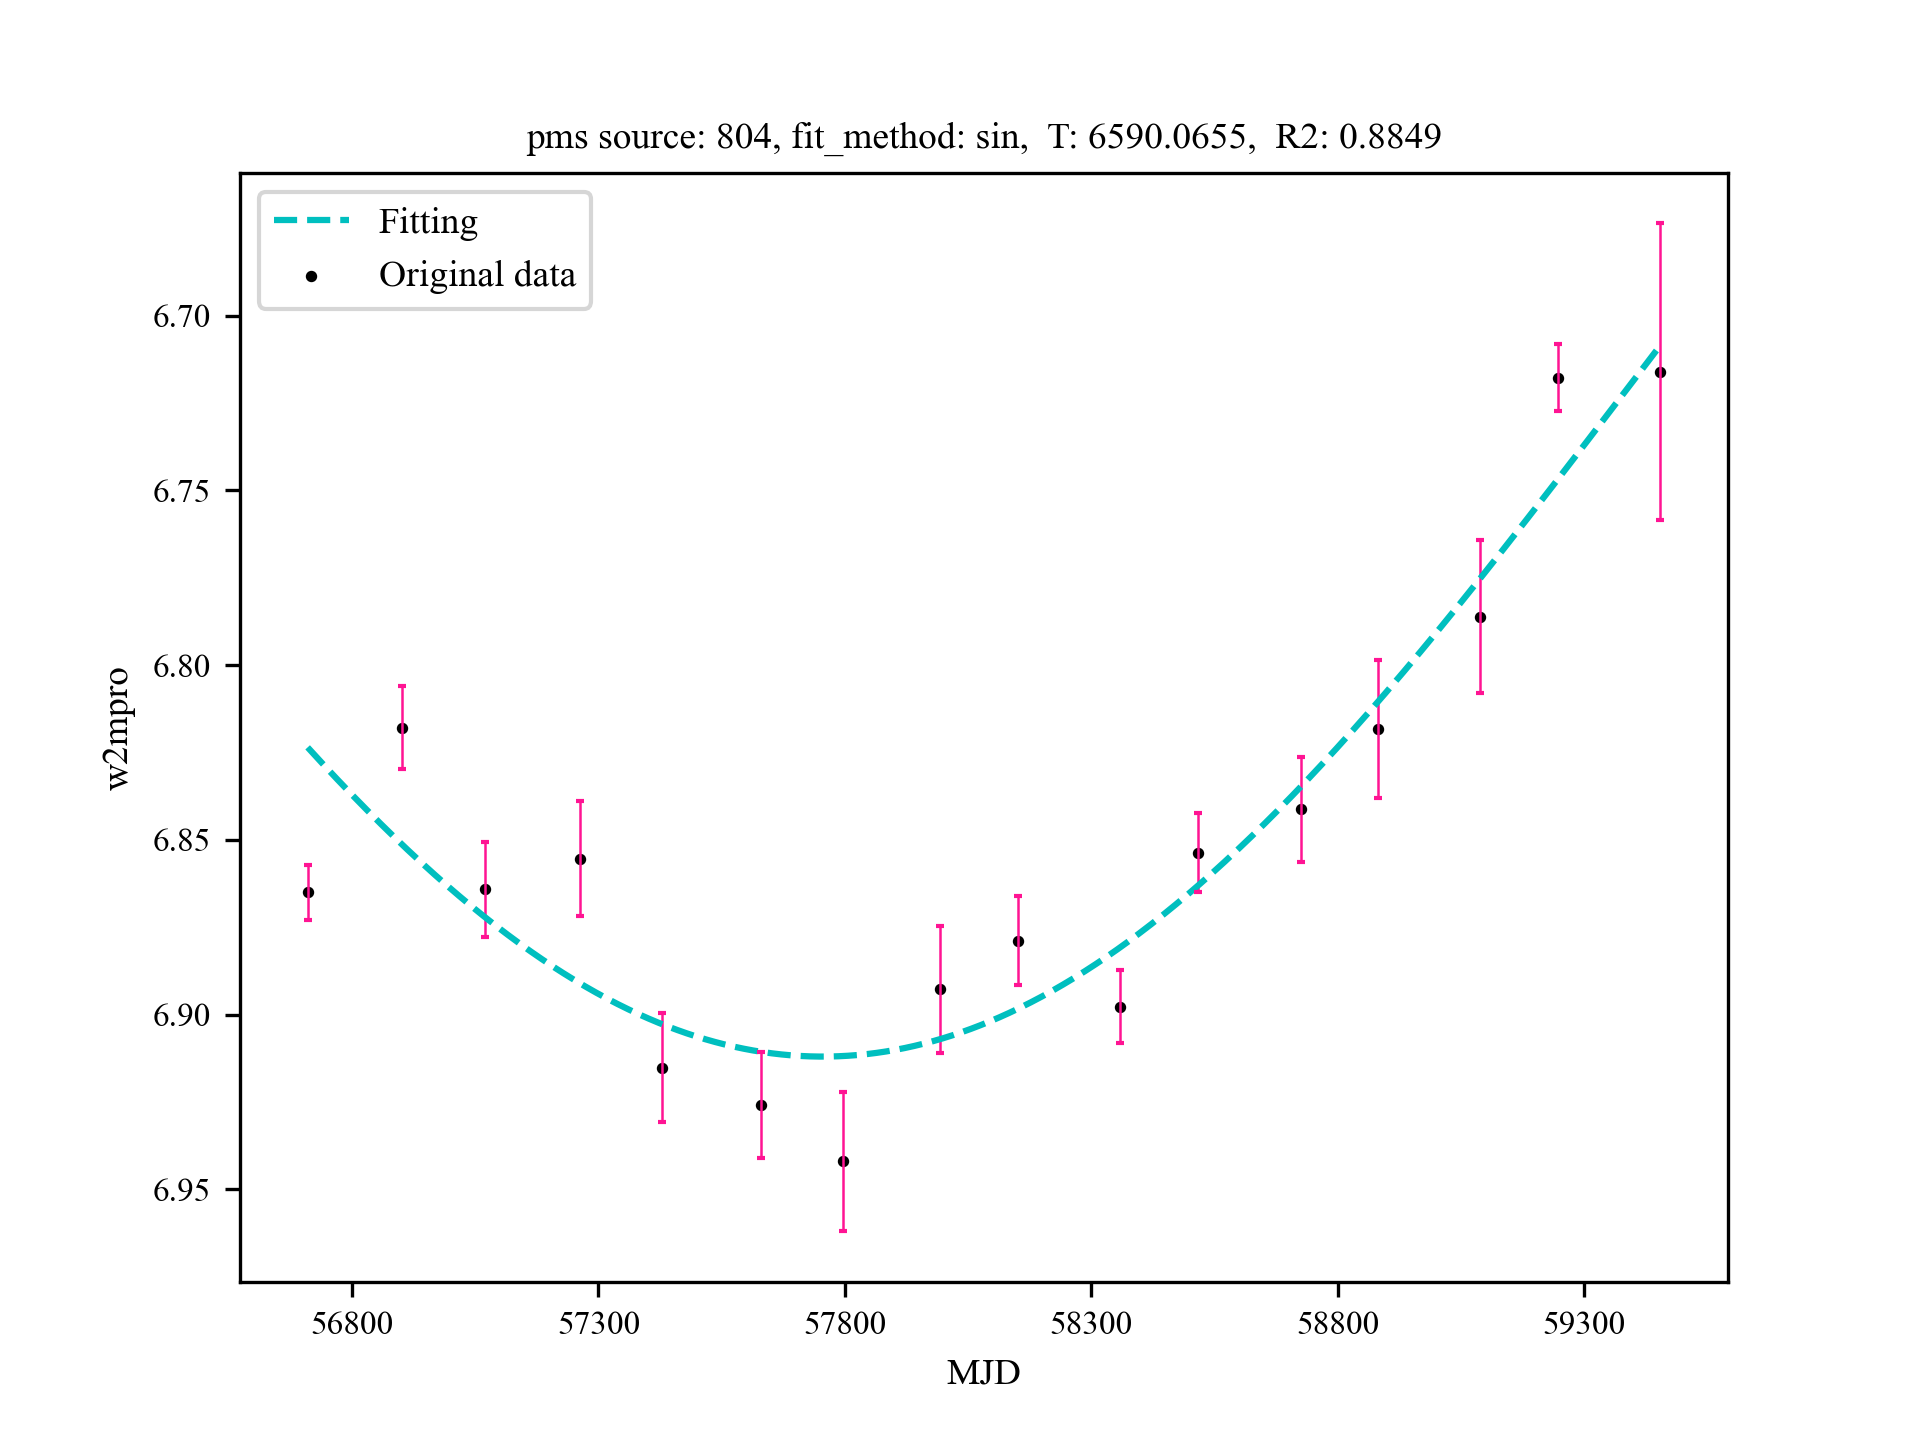 pms source: 804, fit_method: sin,  T: 6590.0655,  R2: 0.8849
Fitting
Original data
6.70
6.75
6.80
6.85
6.90
6.95
w2mpro
56800
57300
57800
58300
58800
59300
MJD